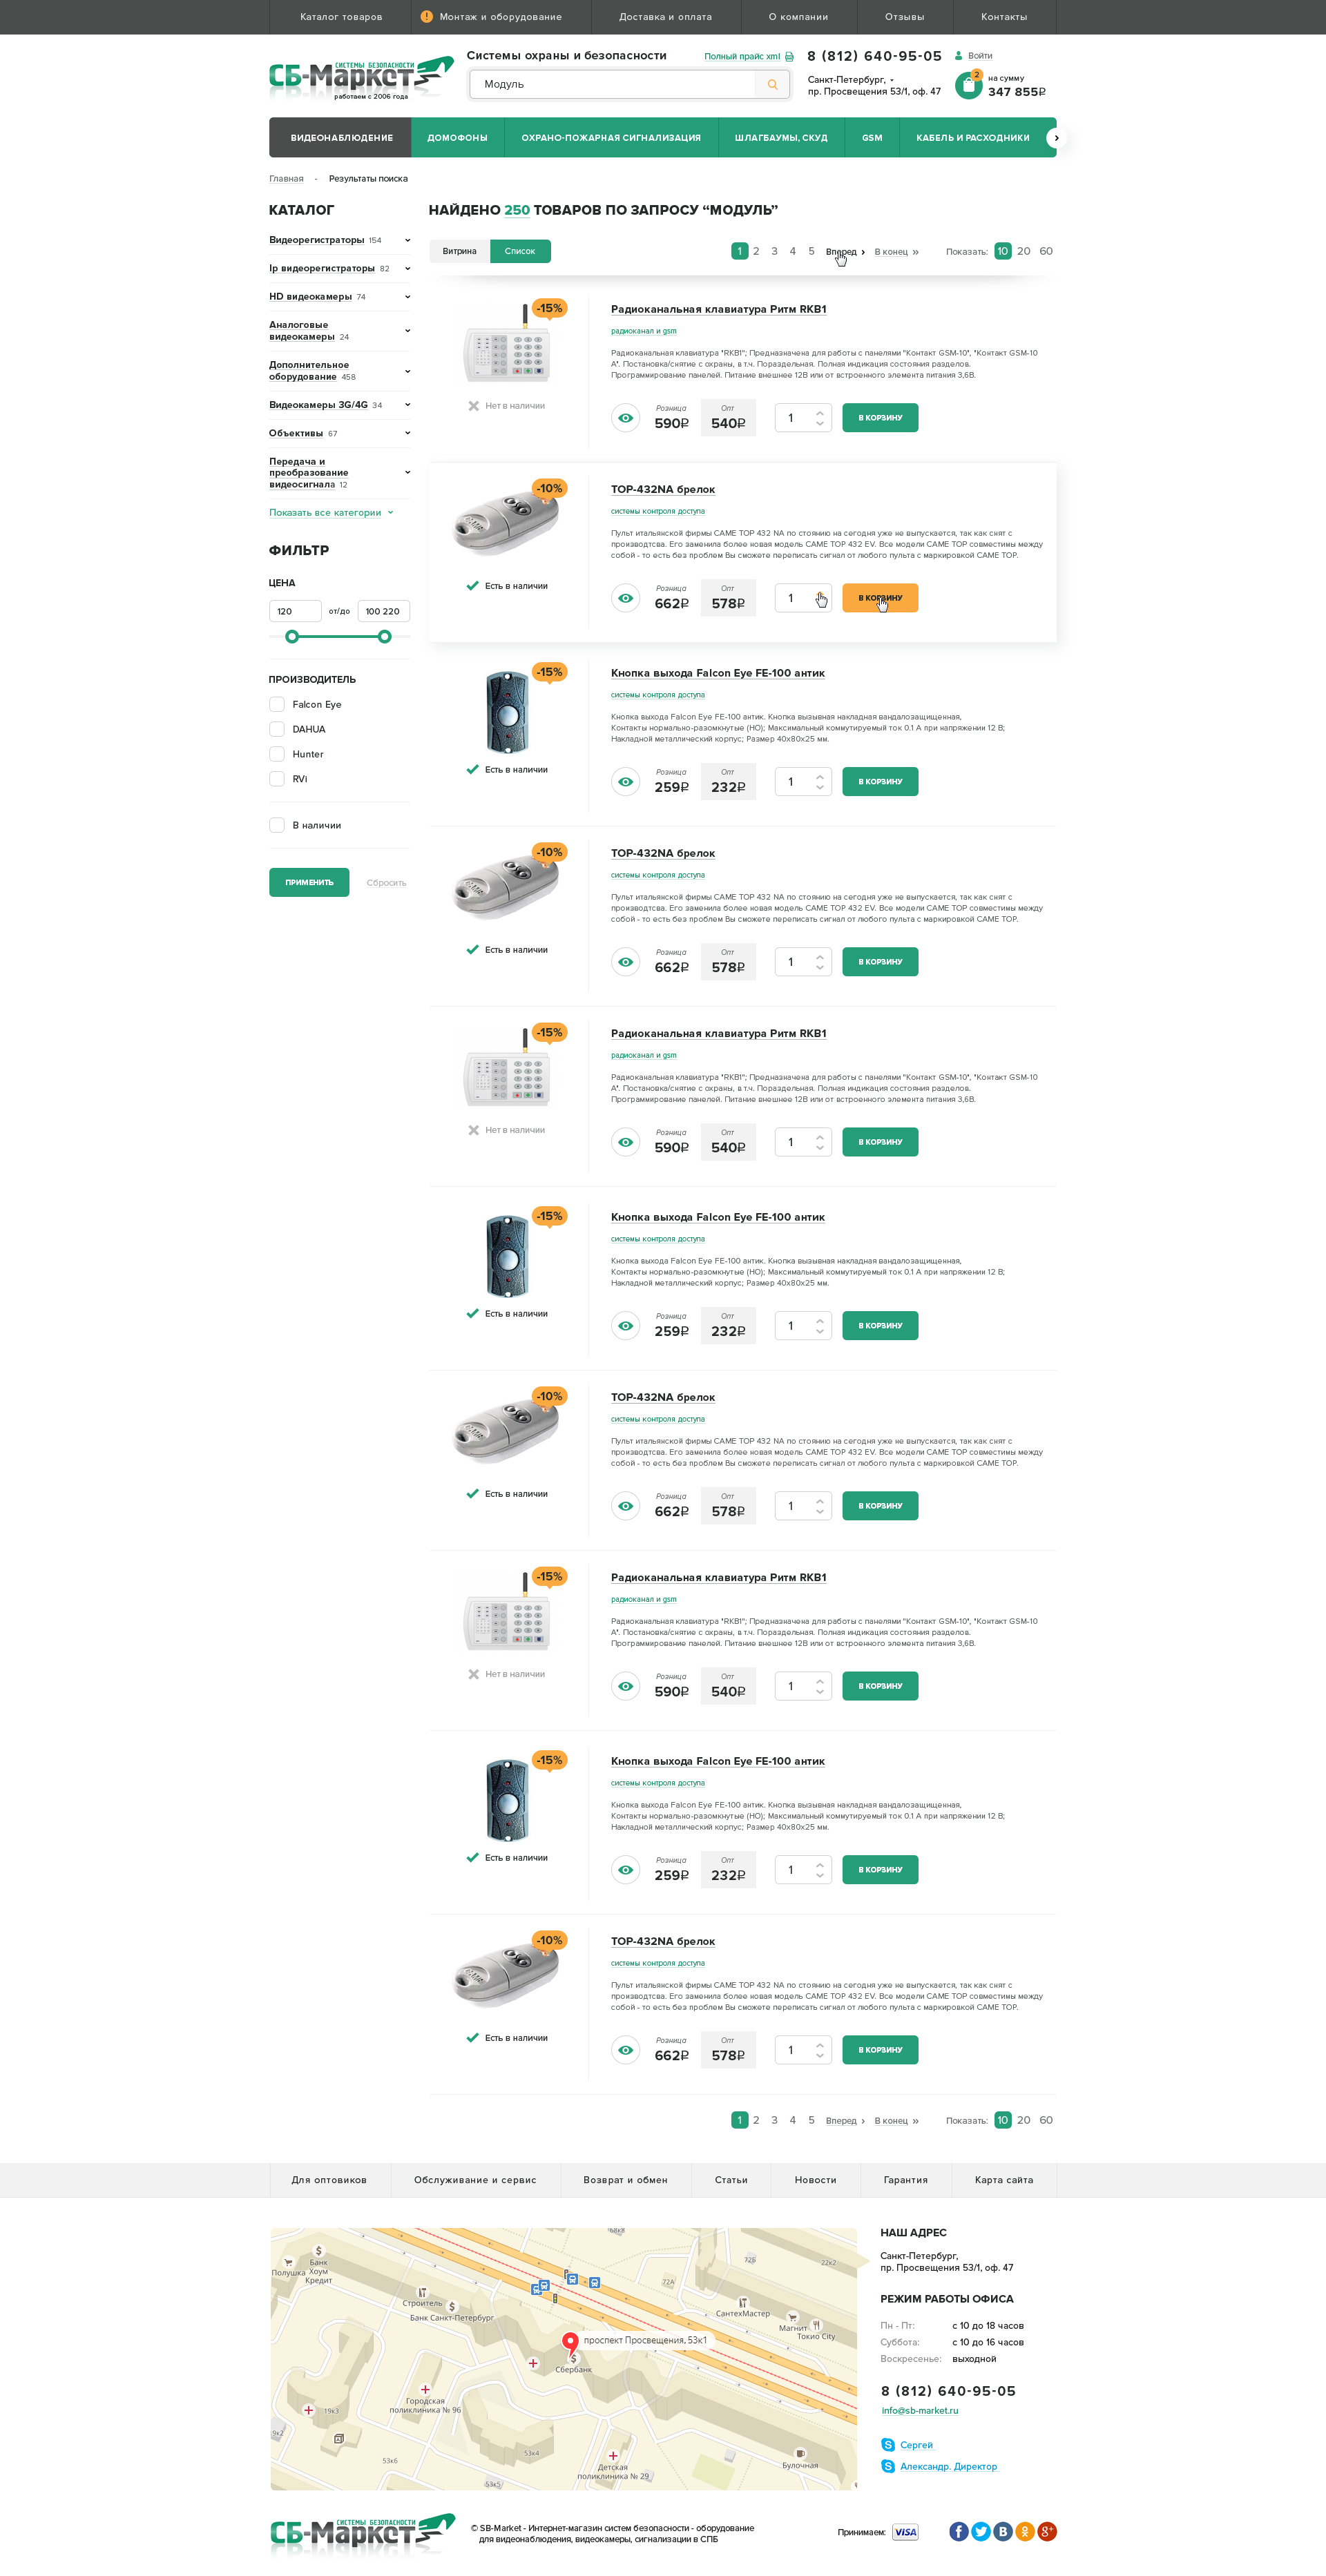 Каталог товаров
! Монтаж и оборудование
Доставка и оплата
О компании
Отзывы
Контакты
СИСТЕМЫ БЕЗОПАСНОСТИ
СБ-Маркет
работаем с 2006 года
Системы охраны и безопасности
Полный прайс xml
Модуль
8 (812) 640-95-05
Санкт-Петербург,
пр. Просвещения 53/1, оф. 47
Войти
2
на сумму
347 855₽
ВИДЕОНАБЛЮДЕНИЕ
ДОМОФОНЫ
ОХРАНО-ПОЖАРНАЯ СИГНАЛИЗАЦИЯ
ШЛАГБАУМЫ, СКУД
GSM
КАБЕЛЬ И РАСХОДНИКИ
Главная - Результаты поиска
КАТАЛОГ
Видеорегистраторы 154
Ip видеорегистраторы 82
HD видеокамеры 74
Аналоговые
видеокамеры 24
Дополнительное
оборудование 458
Видеокамеры 3G/4G 34
Объективы 67
Передача и
преобразование
видеосигнала 12
Показать все категории
ФИЛЬТР
ЦЕНА
120 от/до 100 220
ПРОИЗВОДИТЕЛЬ
Falcon Eye
DAHUA
Hunter
RVi
В наличии
ПРИМЕНИТЬ Сбросить
НАЙДЕНО 250 ТОВАРОВ ПО ЗАПРОСУ “МОДУЛЬ”
Витрина Список
1 2 3 4 5 Вперед › В конец » Показать: 10 20 60
-15%
Нет в наличии
Радиоканальная клавиатура Ритм RKB1
радиоканал и gsm
Радиоканальная клавиатура "RKB1"; Предназначена для работы с панелями "Контакт GSM-10", "Контакт GSM-10
А". Постановка/снятие с охраны, в т.ч. Пораздельная. Полная индикация состояния разделов.
Программирование панелей. Питание внешнее 12В или от встроенного элемента питания 3,6В.
Розница Опт
590₽ 540₽ 1 В КОРЗИНУ
-10%
Есть в наличии
TOP-432NA брелок
системы контроля доступа
Пульт итальянской фирмы CAME TOP 432 NA по стоянию на сегодня уже не выпускается, так как снят с
производтсва. Его заменила более новая модель CAME TOP 432 EV. Все модели CAME TOP совместимы между
собой - то есть без проблем Вы сможете переписать сигнал от любого пульта с маркировкой CAME TOP.
Розница Опт
662₽ 578₽ 1 В КОРЗИНУ
-15%
Есть в наличии
Кнопка выхода Falcon Eye FE-100 антик
системы контроля доступа
Кнопка выхода Falcon Eye FE-100 антик. Кнопка вызывная накладная вандалозащищенная,
Контакты нормально-разомкнутые (НО); Максимальный коммутируемый ток 0.1 А при напряжении 12 В;
Накладной металлический корпус; Размер 40х80х25 мм.
Розница Опт
259₽ 232₽ 1 В КОРЗИНУ
-10%
Есть в наличии
TOP-432NA брелок
системы контроля доступа
Пульт итальянской фирмы CAME TOP 432 NA по стоянию на сегодня уже не выпускается, так как снят с
производтсва. Его заменила более новая модель CAME TOP 432 EV. Все модели CAME TOP совместимы между
собой - то есть без проблем Вы сможете переписать сигнал от любого пульта с маркировкой CAME TOP.
Розница Опт
662₽ 578₽ 1 В КОРЗИНУ
-15%
Нет в наличии
Радиоканальная клавиатура Ритм RKB1
радиоканал и gsm
Радиоканальная клавиатура "RKB1"; Предназначена для работы с панелями "Контакт GSM-10", "Контакт GSM-10
А". Постановка/снятие с охраны, в т.ч. Пораздельная. Полная индикация состояния разделов.
Программирование панелей. Питание внешнее 12В или от встроенного элемента питания 3,6В.
Розница Опт
590₽ 540₽ 1 В КОРЗИНУ
-15%
Есть в наличии
Кнопка выхода Falcon Eye FE-100 антик
системы контроля доступа
Кнопка выхода Falcon Eye FE-100 антик. Кнопка вызывная накладная вандалозащищенная,
Контакты нормально-разомкнутые (НО); Максимальный коммутируемый ток 0.1 А при напряжении 12 В;
Накладной металлический корпус; Размер 40х80х25 мм.
Розница Опт
259₽ 232₽ 1 В КОРЗИНУ
-10%
Есть в наличии
TOP-432NA брелок
системы контроля доступа
Пульт итальянской фирмы CAME TOP 432 NA по стоянию на сегодня уже не выпускается, так как снят с
производтсва. Его заменила более новая модель CAME TOP 432 EV. Все модели CAME TOP совместимы между
собой - то есть без проблем Вы сможете переписать сигнал от любого пульта с маркировкой CAME TOP.
Розница Опт
662₽ 578₽ 1 В КОРЗИНУ
-15%
Нет в наличии
Радиоканальная клавиатура Ритм RKB1
радиоканал и gsm
Радиоканальная клавиатура "RKB1"; Предназначена для работы с панелями "Контакт GSM-10", "Контакт GSM-10
А". Постановка/снятие с охраны, в т.ч. Пораздельная. Полная индикация состояния разделов.
Программирование панелей. Питание внешнее 12В или от встроенного элемента питания 3,6В.
Розница Опт
590₽ 540₽ 1 В КОРЗИНУ
-15%
Есть в наличии
Кнопка выхода Falcon Eye FE-100 антик
системы контроля доступа
Кнопка выхода Falcon Eye FE-100 антик. Кнопка вызывная накладная вандалозащищенная,
Контакты нормально-разомкнутые (НО); Максимальный коммутируемый ток 0.1 А при напряжении 12 В;
Накладной металлический корпус; Размер 40х80х25 мм.
Розница Опт
259₽ 232₽ 1 В КОРЗИНУ
-10%
Есть в наличии
TOP-432NA брелок
системы контроля доступа
Пульт итальянской фирмы CAME TOP 432 NA по стоянию на сегодня уже не выпускается, так как снят с
производтсва. Его заменила более новая модель CAME TOP 432 EV. Все модели CAME TOP совместимы между
собой - то есть без проблем Вы сможете переписать сигнал от любого пульта с маркировкой CAME TOP.
Розница Опт
662₽ 578₽ 1 В КОРЗИНУ
1 2 3 4 5 Вперед › В конец » Показать: 10 20 60
Для оптовиков
Обслуживание и сервис
Возврат и обмен
Статьи
Новости
Гарантия
Карта сайта
68к8
72Б
22к2
72А
Полушка
Банк
Хоум
Кредит
Строитель
Банк Санкт-Петербург
СантехМастер
Магнит
Токио City
проспект Просвещения, 53к1
Сбербанк
Городская
поликлиника № 96
19к3
9к2
53к6
53к4
53к5
Детская
поликлиника № 29
Булочная
НАШ АДРЕС
Санкт-Петербург,
пр. Просвещения 53/1, оф. 47
РЕЖИМ РАБОТЫ ОФИСА
Пн - Пт: с 10 до 18 часов
Суббота: с 10 до 16 часов
Воскресенье: выходной
8 (812) 640-95-05
info@sb-market.ru
Сергей
Александр. Директор
СИСТЕМЫ БЕЗОПАСНОСТИ
СБ-Маркет
© SB-Market - Интернет-магазин систем безопасности - оборудование
для видеонаблюдения, видеокамеры, сигнализации в СПБ
Принимаем: VISA